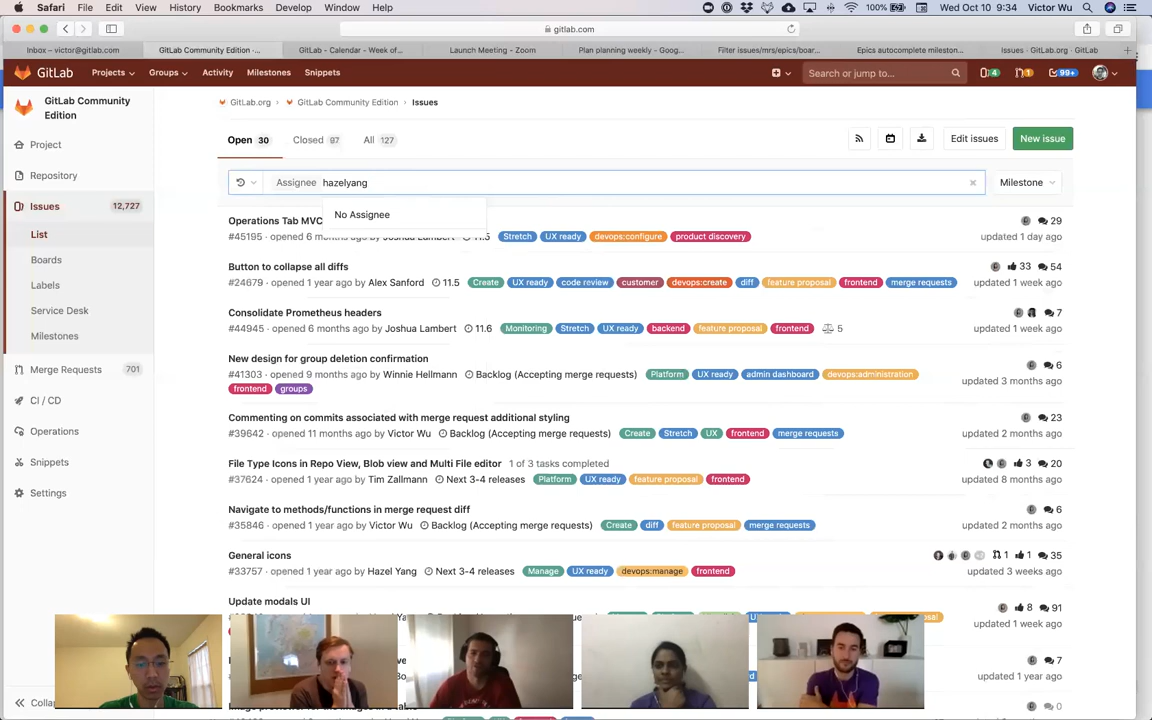 Safari File Edit View History Bookmarks Develop Window Help 100% Wed Oct 10 9:34 Victor Wu
gitlab.com
Inbox – victor@gitlab.com GitLab Community Edition ·... GitLab - Calendar - Week of... Launch Meeting - Zoom Plan planning weekly - Goog... Filter issues/mrs/epics/boar... Epics autocomplete mileston... Issues · GitLab.org · GitLab
GitLab Projects Groups Activity Milestones Snippets Search or jump to... 4 1 99+
GitLab Community Edition
Project
Repository
Issues 12,727
List
Boards
Labels
Service Desk
Milestones
Merge Requests 701
CI / CD
Operations
Snippets
Settings
GitLab.org › GitLab Community Edition › Issues
Open 30 Closed 97 All 127 Edit issues New issue
Assignee hazelyang Milestone
No Assignee
Operations Tab MVC 29
#45195 · opened 6 months ago by Joshua Lambert 11.5 Stretch UX ready devops:configure product discovery updated 1 day ago
Button to collapse all diffs 33 54
#24679 · opened 1 year ago by Alex Sanford 11.5 Create UX ready code review customer devops:create diff feature proposal frontend merge requests updated 1 week ago
Consolidate Prometheus headers 7
#44945 · opened 6 months ago by Joshua Lambert 11.6 Monitoring Stretch UX ready backend feature proposal frontend 5 updated 1 week ago
New design for group deletion confirmation 6
#41303 · opened 9 months ago by Winnie Hellmann Backlog (Accepting merge requests) Platform UX ready admin dashboard devops:administration updated 3 months ago
frontend groups
Commenting on commits associated with merge request additional styling 23
#39642 · opened 11 months ago by Victor Wu Backlog (Accepting merge requests) Create Stretch UX frontend merge requests updated 2 months ago
File Type Icons in Repo View, Blob view and Multi File editor 1 of 3 tasks completed 3 20
#37624 · opened 1 year ago by Tim Zallmann Next 3-4 releases Platform UX ready feature proposal frontend updated 8 months ago
Navigate to methods/functions in merge request diff 6
#35846 · opened 1 year ago by Victor Wu Backlog (Accepting merge requests) Create diff feature proposal merge requests updated 2 months ago
General icons 1 1 35
#33757 · opened 1 year ago by Hazel Yang Next 3-4 releases Manage UX ready devops:manage frontend updated 3 weeks ago
Update modals UI 8 91
updated 1 week ago
7
updated 1 year ago
0